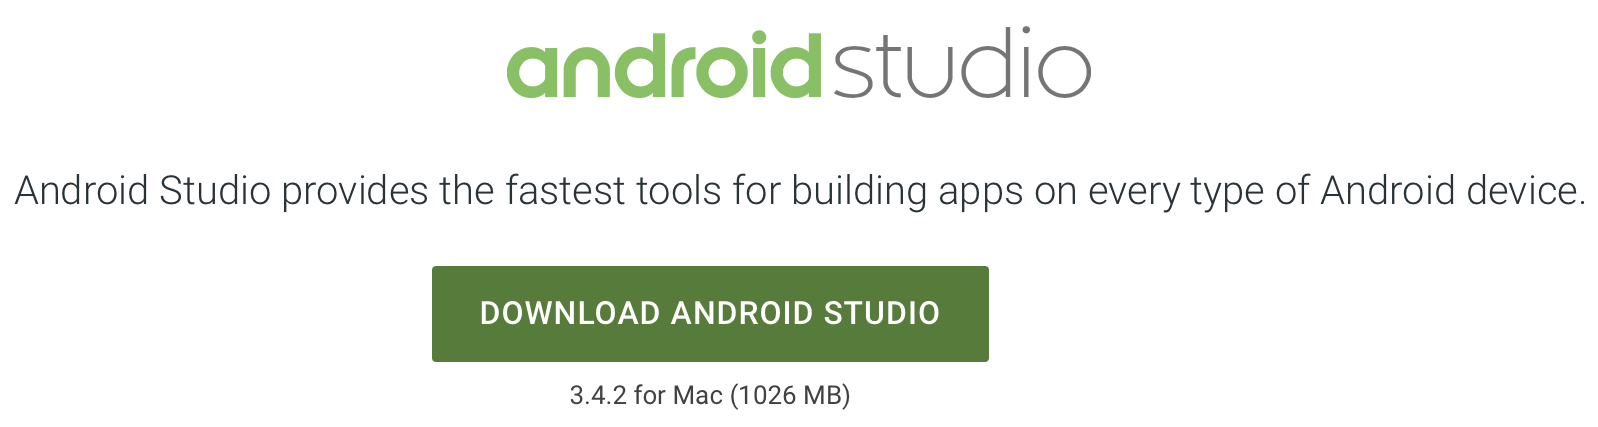 androidstudio
Android Studio provides the fastest tools for building apps on every type of Android device.
DOWNLOAD ANDROID STUDIO
3.4.2 for Mac (1026 MB)